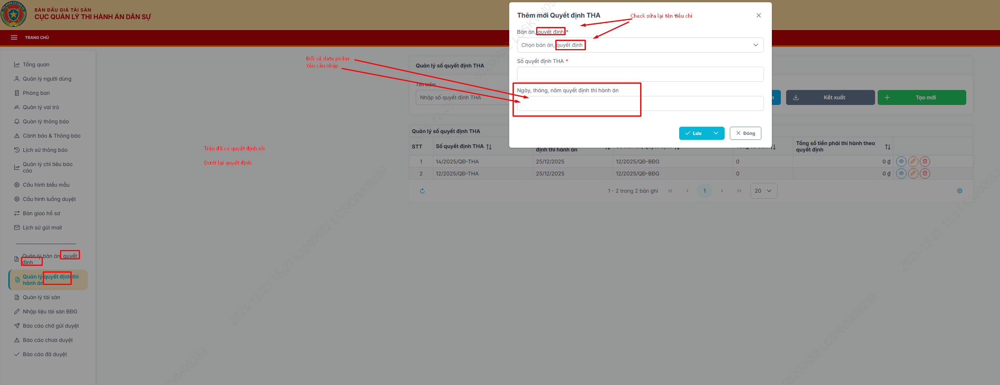 BÁN ĐẤU GIÁ TÀI SẢN
CỤC QUẢN LÝ THI HÀNH ÁN DÂN SỰ
TRANG CHỦ
Tổng quan
Quản lý người dùng
Phòng ban
Quản lý vai trò
Quản lý thông báo
Cảnh báo & Thông báo
Lịch sử thông báo
Quản lý chỉ tiêu báo
cáo
Cấu hình biểu mẫu
Cấu hình luồng duyệt
Bàn giao hồ sơ
Lịch sử gửi mail
Quản lý bản án, quyết
định
Quản lý quyết định thi
hành án
Quản lý tài sản
Nhập liệu tài sản BĐG
Báo cáo chờ gửi duyệt
Báo cáo chưa duyệt
Báo cáo đã duyệt
Đổi về date picker
Yêu cầu nhập
Trên đã có quyết định rồi
Dưới lại quyết định
Thêm mới Quyết định THA
Check sửa lại tên tiêu chí
Bản án, quyết định *
Chọn bản án, quyết định
Số quyết định THA *
Ngày, tháng, năm quyết định thi hành án
Lưu
Đóng
Quản lý số quyết định THA
Tìm kiếm
Nhập số quyết định THA
Kết xuất
Tạo mới
Quản lý số quyết định THA
STT
Số quyết định THA
định thi hành án
Tổng số tiền phải thi hành theo
quyết định
1 14/2025/QĐ-THA 25/12/2025 12/2025/QĐ-BĐG 0 0 ₫
2 12/2025/QĐ-THA 25/12/2025 12/2025/QĐ-BĐG 0 0 ₫
1 - 2 trong 2 bản ghi
1
20